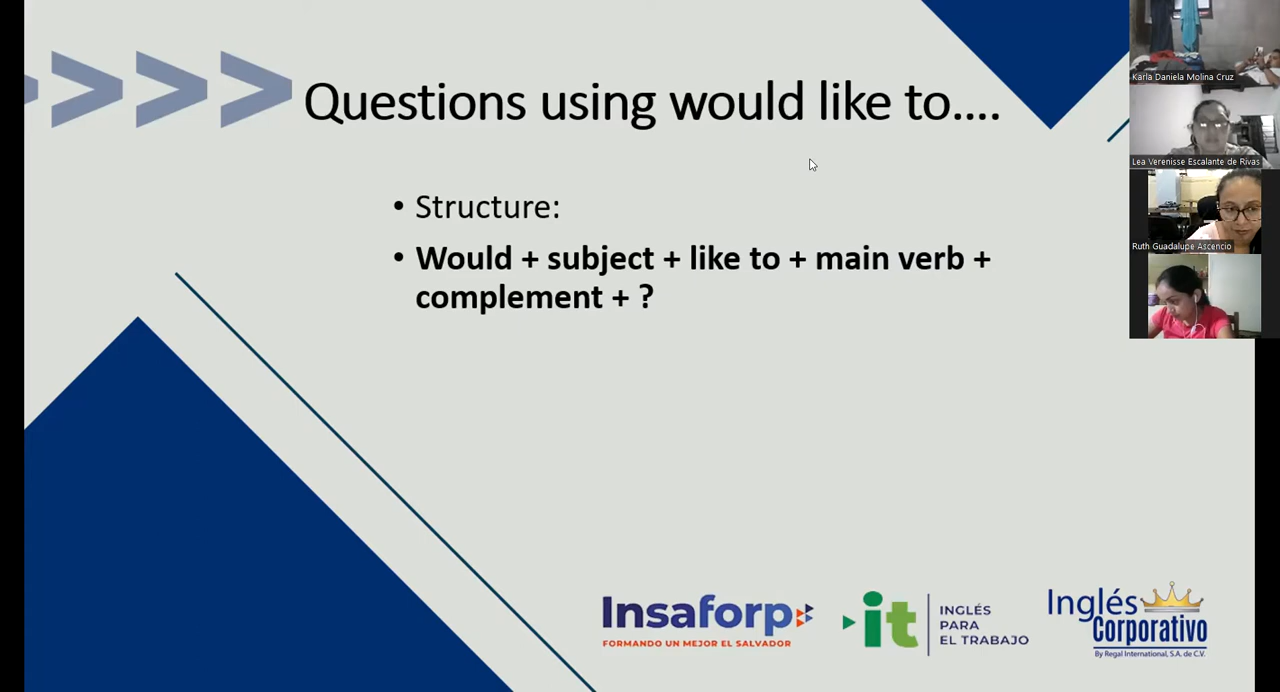 Questions using would like to....
• Structure:
• Would + subject + like to + main verb +
complement + ?
Karla Daniela Molina Cruz
Lea Verenisse Escalante de Rivas
Ruth Guadalupe Ascencio
Insaforp
FORMANDO UN MEJOR EL SALVADOR
it
INGLÉS
PARA
EL TRABAJO
Inglés
Corporativo
By Regal International, S.A. de C.V.